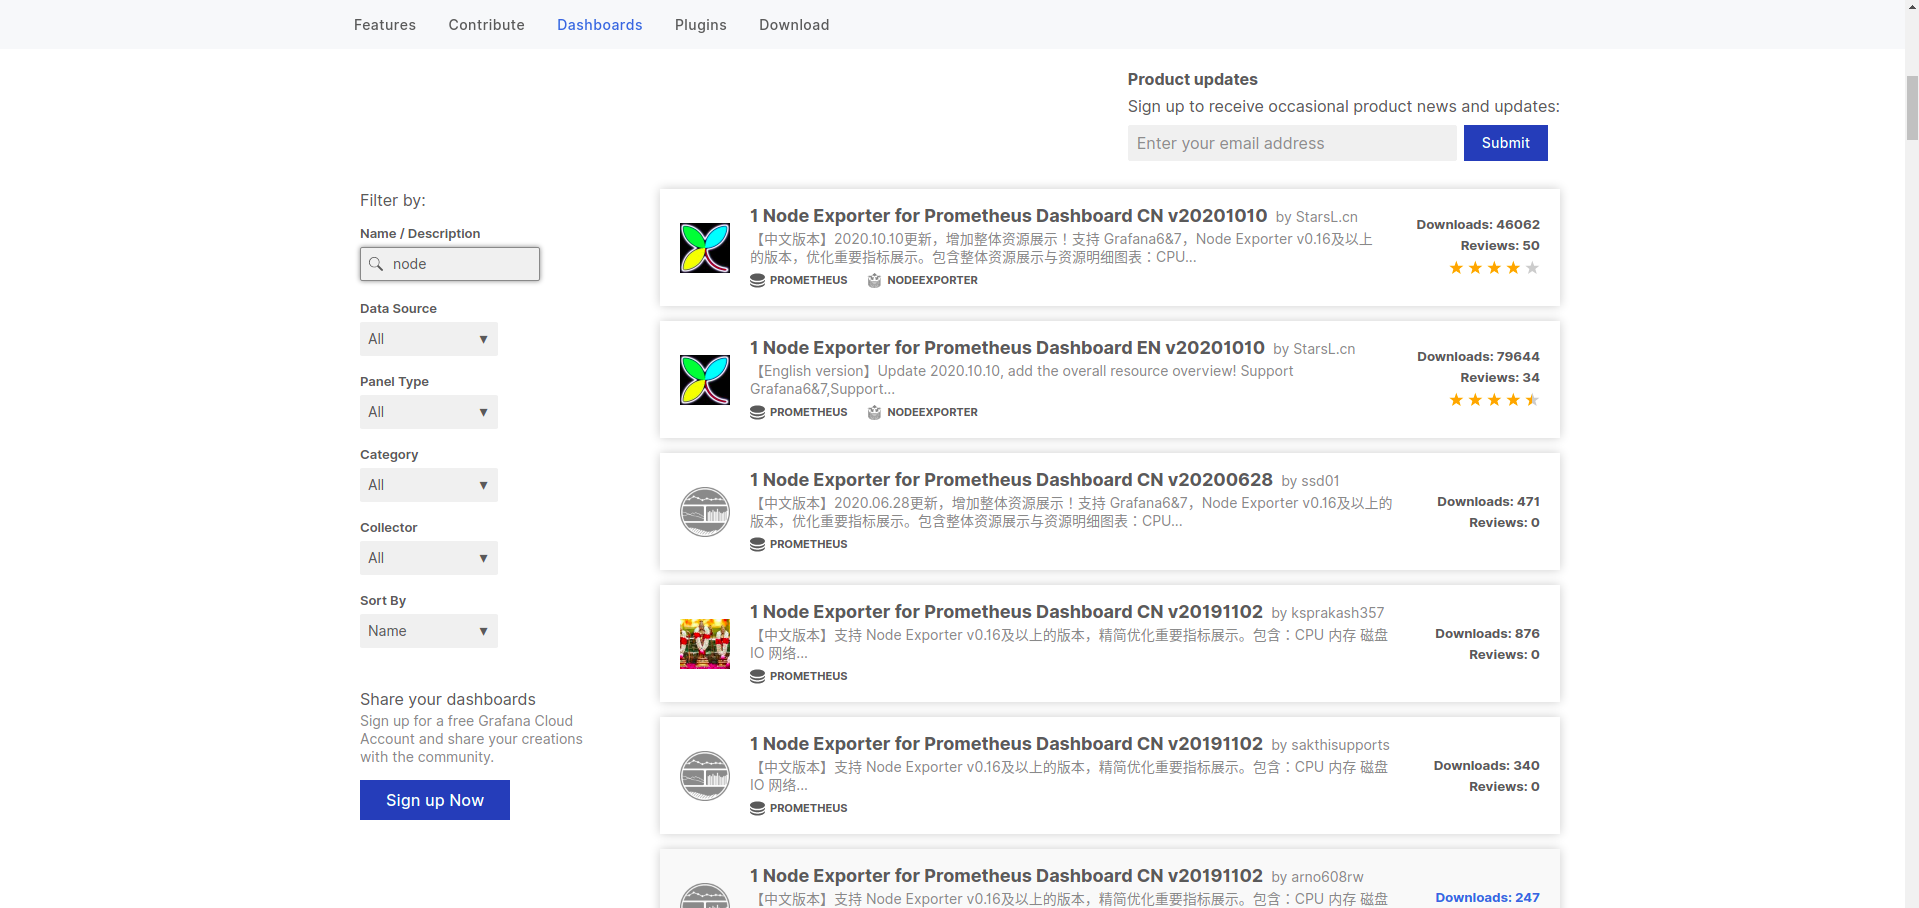 Features Contribute Dashboards Plugins Download
Product updates
Sign up to receive occasional product news and updates:
Enter your email address Submit
Filter by:
Name / Description
node
Data Source
All ▼
Panel Type
All ▼
Category
All ▼
Collector
All ▼
Sort By
Name ▼
Share your dashboards
Sign up for a free Grafana Cloud
Account and share your creations
with the community.
Sign up Now
1 Node Exporter for Prometheus Dashboard CN v20201010 by StarsL.cn
【中文版本】2020.10.10更新，增加整体资源展示！支持 Grafana6&7，Node Exporter v0.16及以上
的版本，优化重要指标展示。包含整体资源展示与资源明细图表：CPU...
PROMETHEUS NODEEXPORTER
Downloads: 46062
Reviews: 50
1 Node Exporter for Prometheus Dashboard EN v20201010 by StarsL.cn
【English version】Update 2020.10.10, add the overall resource overview! Support
Grafana6&7,Support...
PROMETHEUS NODEEXPORTER
Downloads: 79644
Reviews: 34
1 Node Exporter for Prometheus Dashboard CN v20200628 by ssd01
【中文版本】2020.06.28更新，增加整体资源展示！支持 Grafana6&7，Node Exporter v0.16及以上的
版本，优化重要指标展示。包含整体资源展示与资源明细图表：CPU...
PROMETHEUS
Downloads: 471
Reviews: 0
1 Node Exporter for Prometheus Dashboard CN v20191102 by ksprakash357
【中文版本】支持 Node Exporter v0.16及以上的版本，精简优化重要指标展示。包含：CPU 内存 磁盘
IO 网络...
PROMETHEUS
Downloads: 876
Reviews: 0
1 Node Exporter for Prometheus Dashboard CN v20191102 by sakthisupports
【中文版本】支持 Node Exporter v0.16及以上的版本，精简优化重要指标展示。包含：CPU 内存 磁盘
IO 网络...
PROMETHEUS
Downloads: 340
Reviews: 0
1 Node Exporter for Prometheus Dashboard CN v20191102 by arno608rw
【中文版本】支持 Node Exporter v0.16及以上的版本，精简优化重要指标展示。包含：CPU 内存 磁盘
Downloads: 247